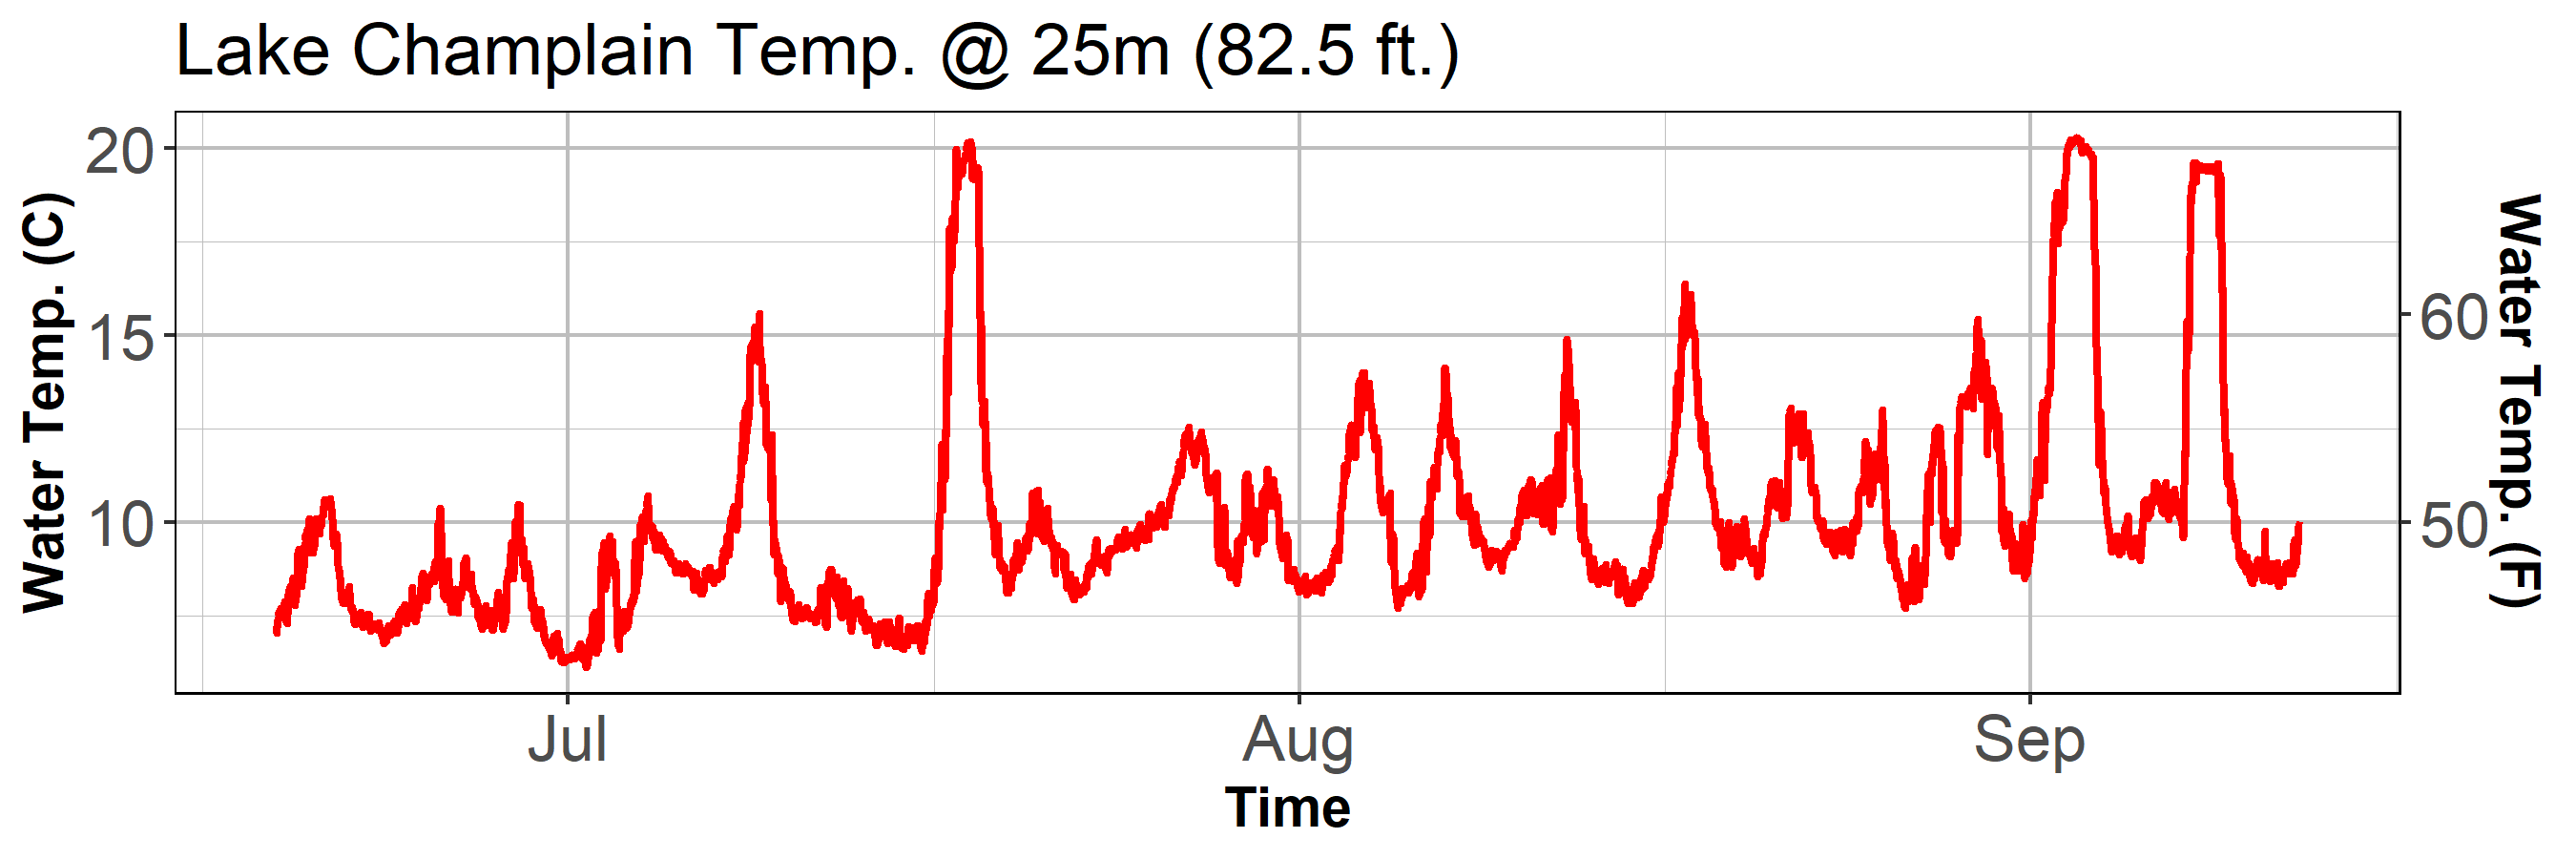 Lake Champlain Temp. @ 25m (82.5 ft.)
Water Temp. (C)
20
15
10
60
50
Water Temp. (F)
Jul
Aug
Sep
Time